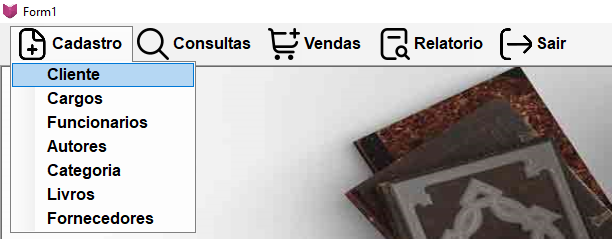 Form1
Cadastro Consultas Vendas Relatorio Sair
Cliente
Cargos
Funcionarios
Autores
Categoria
Livros
Fornecedores